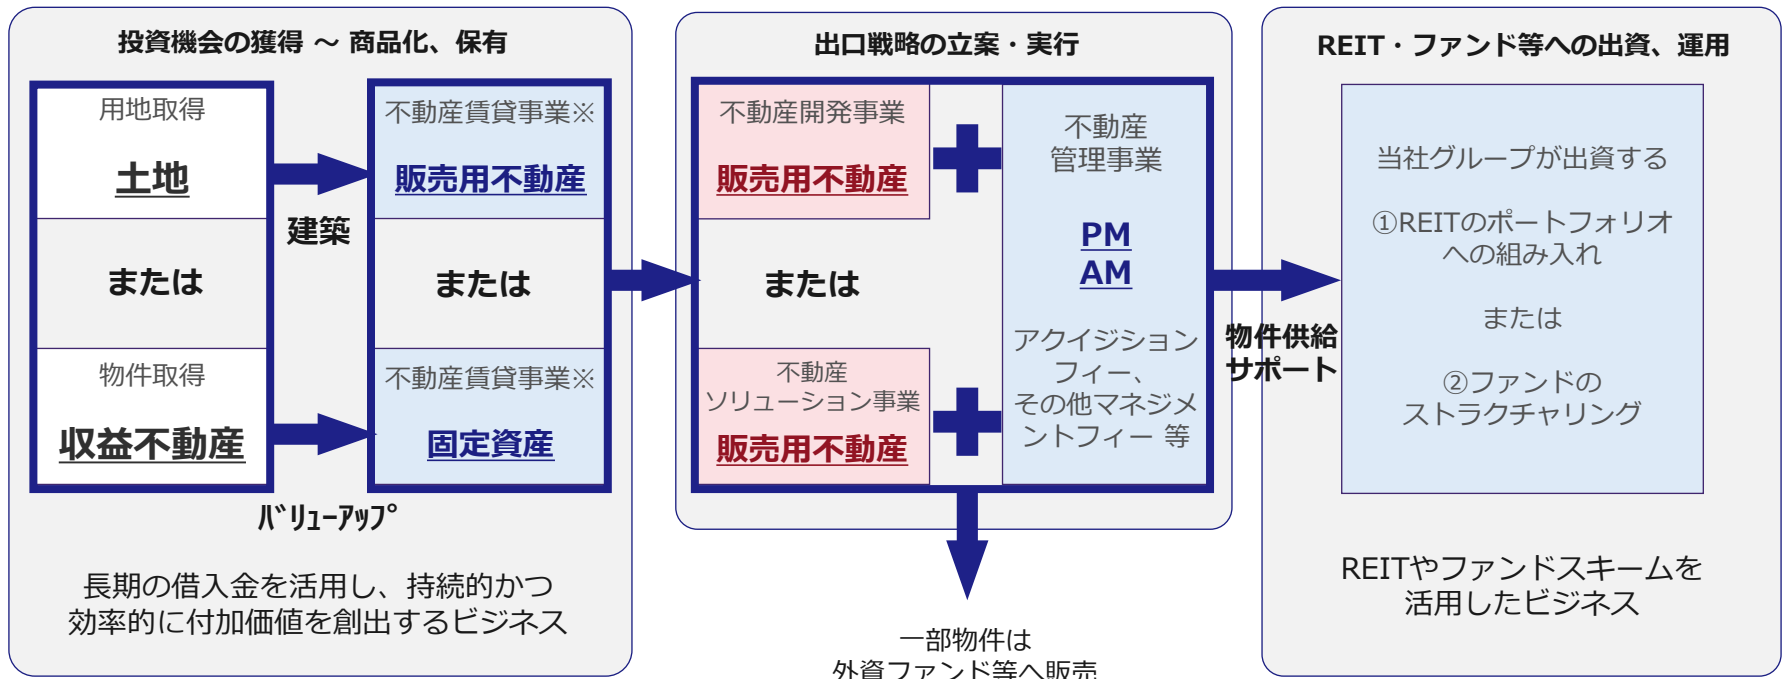 投資機会の獲得 ～ 商品化、保有
用地取得
土地
または
物件取得
収益不動産
建築
不動産賃貸事業※
販売用不動産
または
不動産賃貸事業※
固定資産
ﾊﾞﾘｭｰｱｯﾌﾟ
長期の借入金を活用し、持続的かつ
効率的に付加価値を創出するビジネス
出口戦略の立案・実行
不動産開発事業
販売用不動産
または
不動産
ソリューション事業
販売用不動産
不動産
管理事業
PM
AM
アクイジション
フィー、
その他マネジメ
ントフィー 等
一部物件は
外資ファンド等へ販売
物件供給
サポート
REIT・ファンド等への出資、運用
当社グループが出資する
①REITのポートフォリオ
への組み入れ
または
②ファンドの
ストラクチャリング
REITやファンドスキームを
活用したビジネス